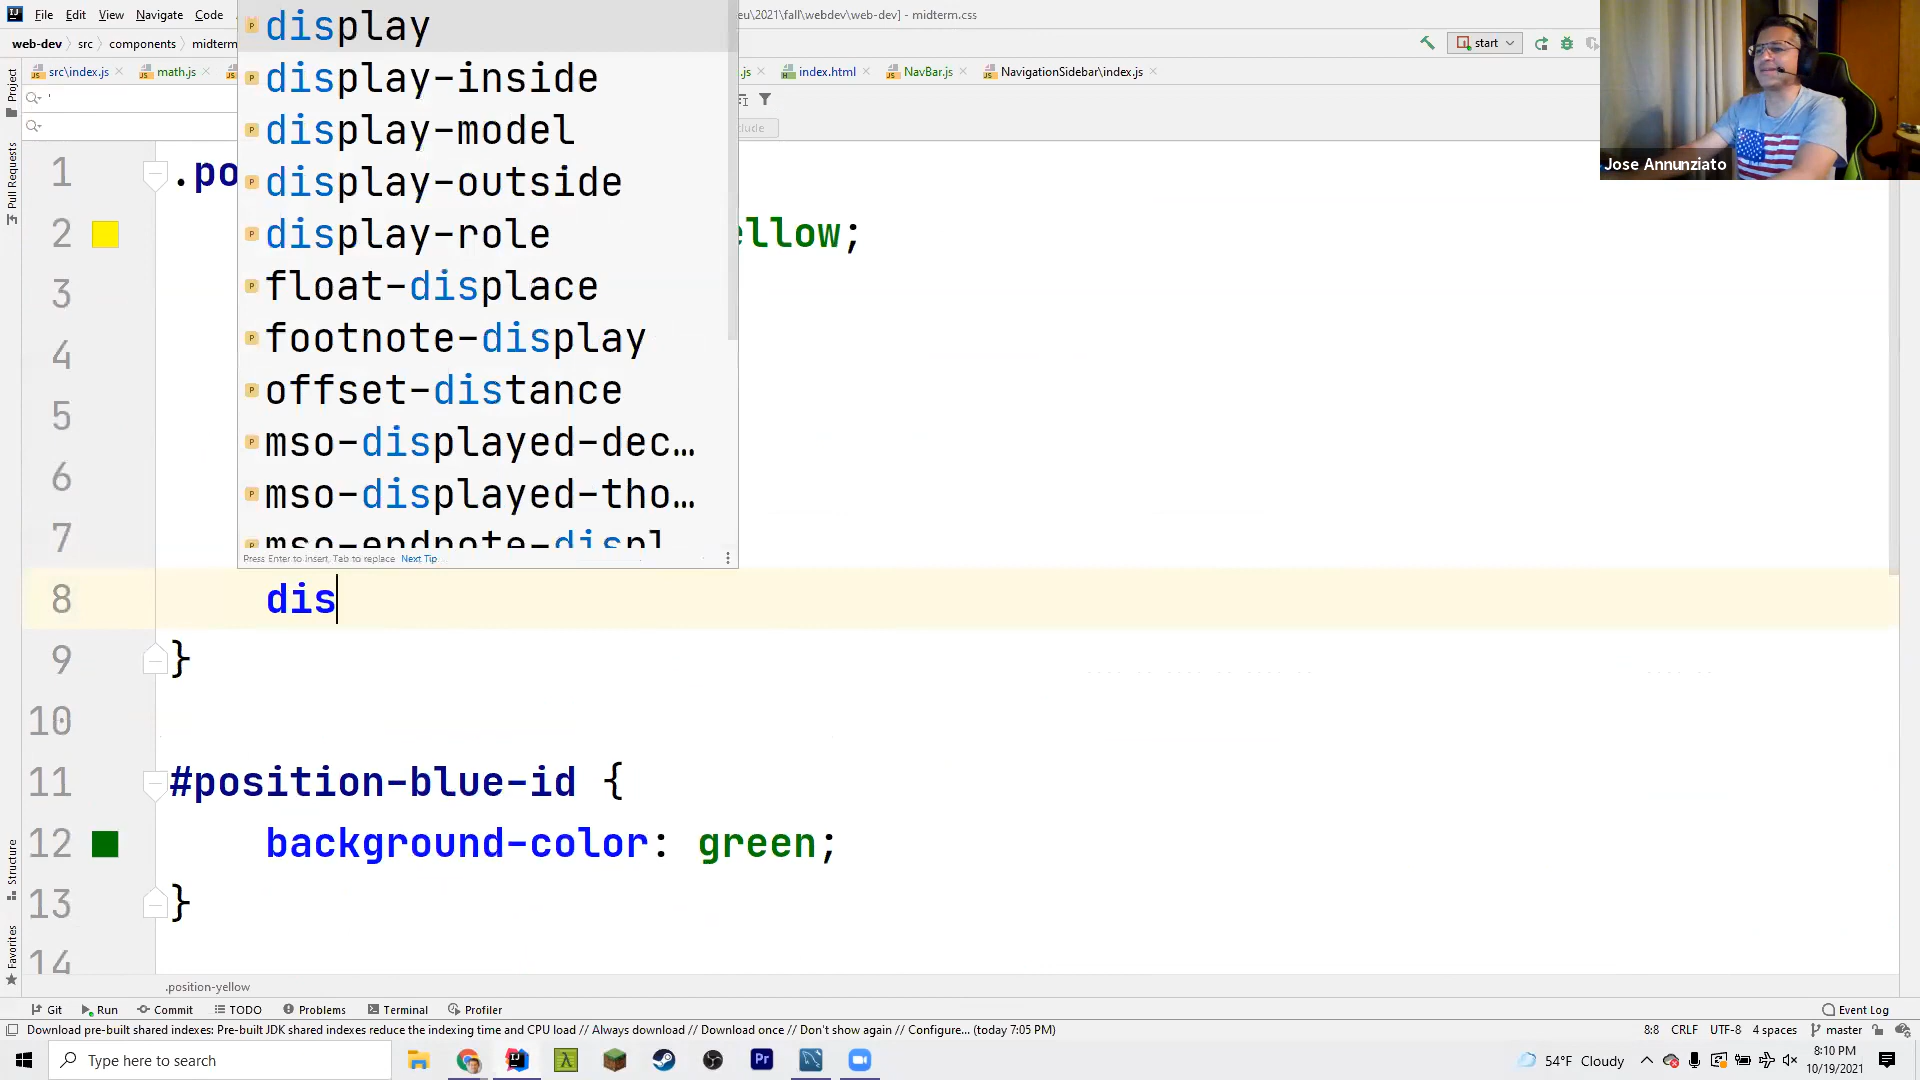 File Edit View Navigate Code eu\2021\fall\webdev\web-dev] - midterm.css
web-dev src components midterm start
src\index.js math.js .js index.html NavBar.js NavigationSidebar\index.js
Project
Pull Requests
Structure
Favorites
display
display-inside
display-model
display-outside
display-role
float-displace
footnote-display
offset-distance
mso-displayed-dec…
mso-displayed-tho…
mso-endnote-displ
Press Enter to insert, Tab to replace Next Tip
1 .po
2 ellow;
3
4
5
6
7
8 dis
9 }
10
11 #position-blue-id {
12 background-color: green;
13 }
14
.position-yellow
Jose Annunziato
Git Run Commit TODO Problems Terminal Profiler Event Log
Download pre-built shared indexes: Pre-built JDK shared indexes reduce the indexing time and CPU load // Always download // Download once // Don't show again // Configure... (today 7:05 PM) 8:8 CRLF UTF-8 4 spaces master
Type here to search Pr 54°F Cloudy 8:10 PM
10/19/2021